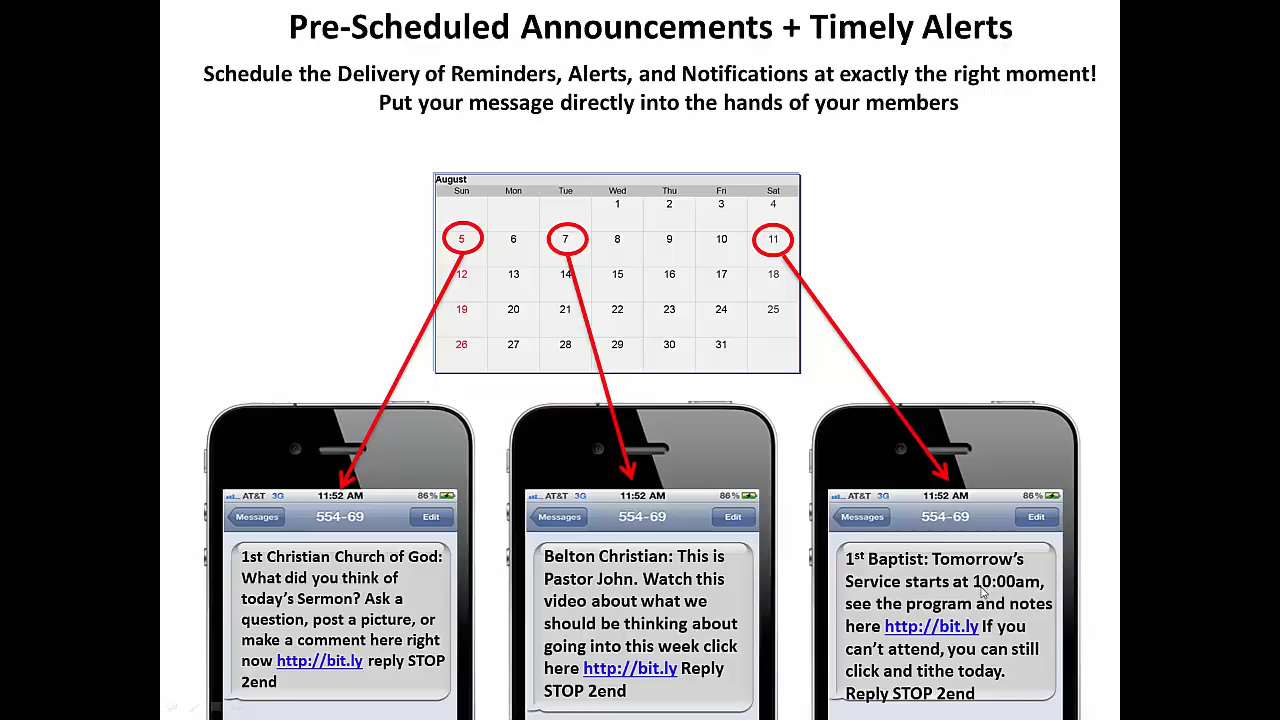 Pre-Scheduled Announcements + Timely Alerts
Schedule the Delivery of Reminders, Alerts, and Notifications at exactly the right moment!
Put your message directly into the hands of your members
August
Sun Mon Tue Wed Thu Fri Sat
1 2 3 4
5 6 7 8 9 10 11
12 13 14 15 16 17 18
19 20 21 22 23 24 25
26 27 28 29 30 31
AT&T 3G 11:52 AM 86%
Messages 554-69 Edit
1st Christian Church of God:
What did you think of
today's Sermon? Ask a
question, post a picture, or
make a comment here right
now http://bit.ly reply STOP
2end
AT&T 3G 11:52 AM 86%
Messages 554-69 Edit
Belton Christian: This is
Pastor John. Watch this
video about what we
should be thinking about
going into this week click
here http://bit.ly Reply
STOP 2end
AT&T 3G 11:52 AM 86%
Messages 554-69 Edit
1st Baptist: Tomorrow's
Service starts at 10:00am,
see the program and notes
here http://bit.ly If you
can't attend, you can still
click and tithe today.
Reply STOP 2end